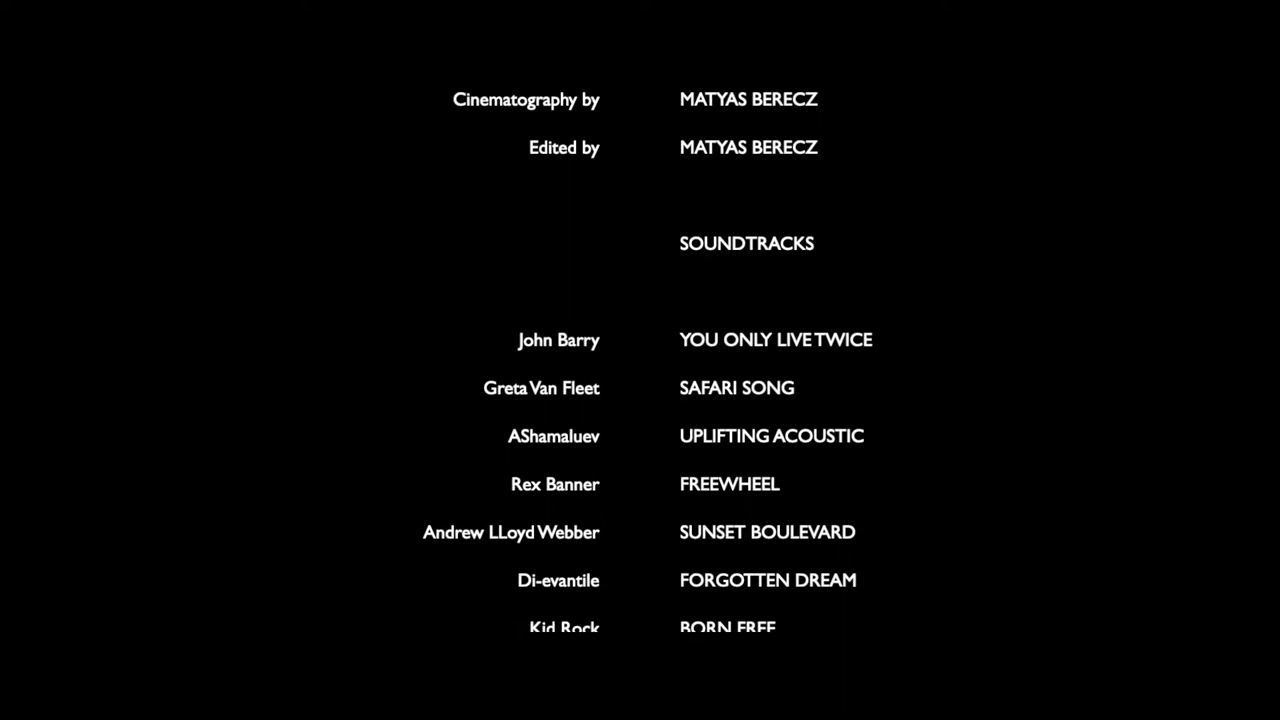 Cinematography by MATYAS BERECZ
Edited by MATYAS BERECZ
SOUNDTRACKS
John Barry YOU ONLY LIVE TWICE
Greta Van Fleet SAFARI SONG
AShamaluev UPLIFTING ACOUSTIC
Rex Banner FREEWHEEL
Andrew LLoyd Webber SUNSET BOULEVARD
Di-evantile FORGOTTEN DREAM
Kid Rock BORN FREE